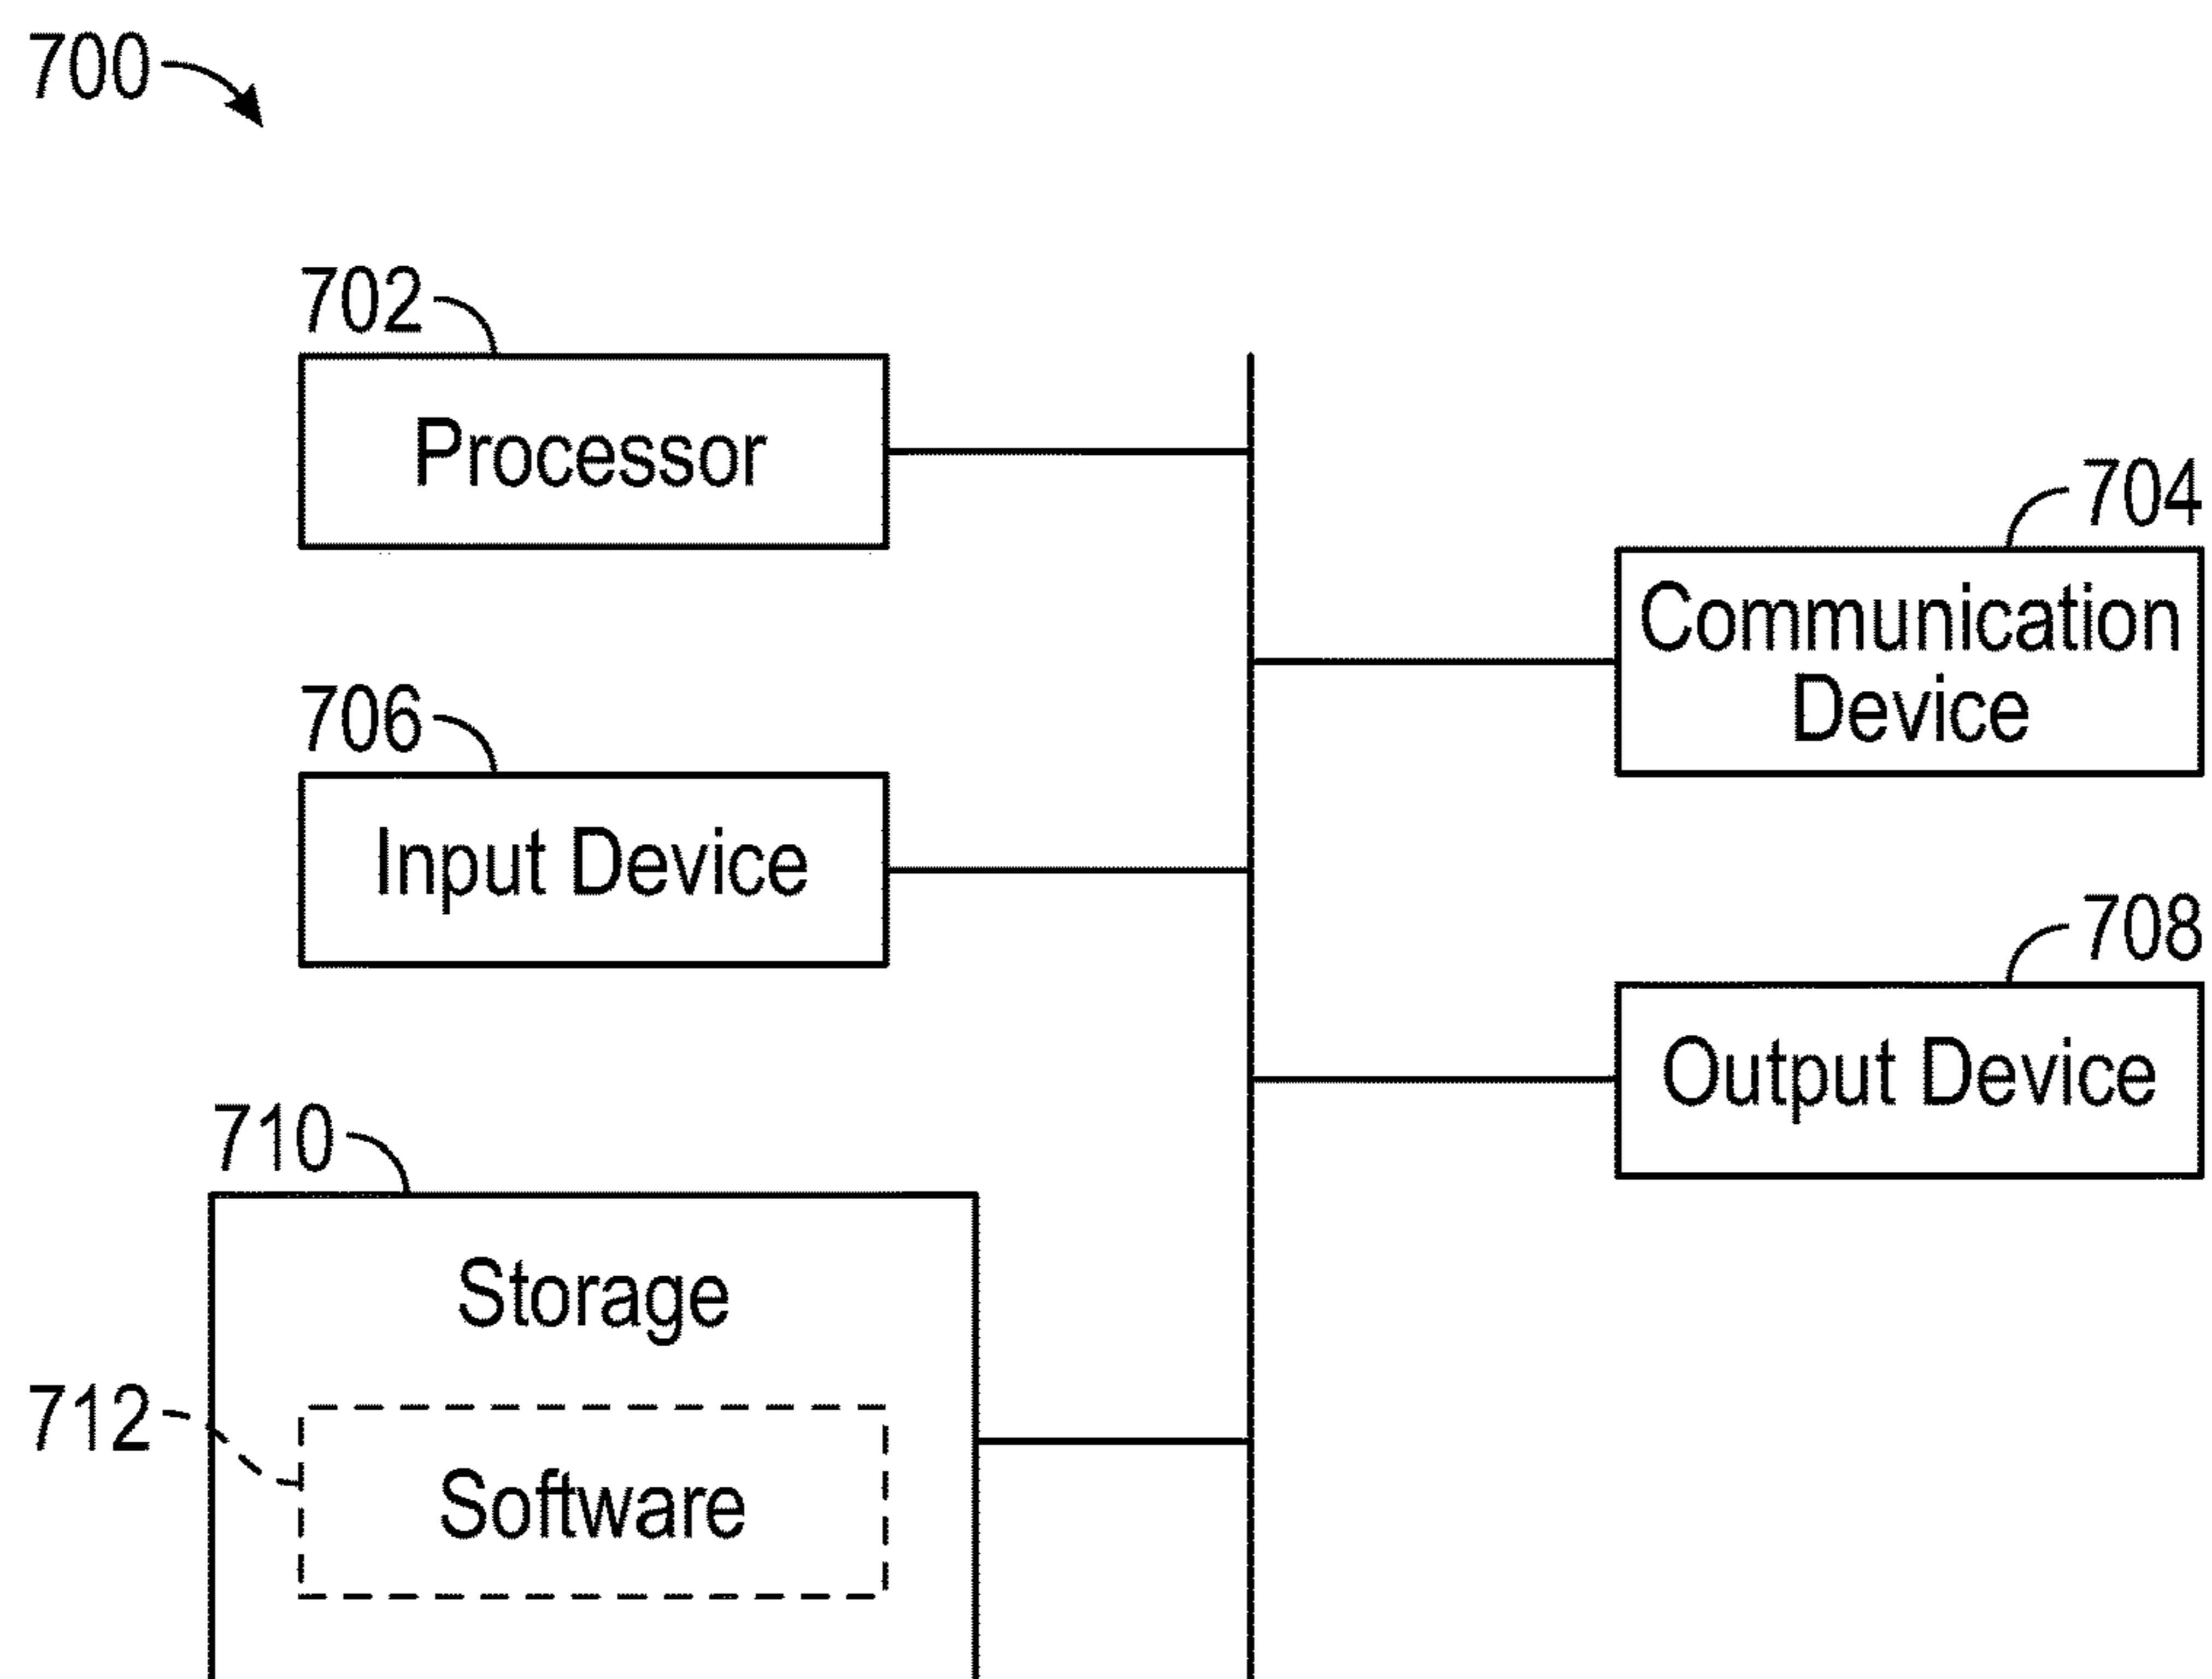 700
702
Processor
704
Communication
Device
706
Input Device
708
Output Device
710
Storage
712
Software